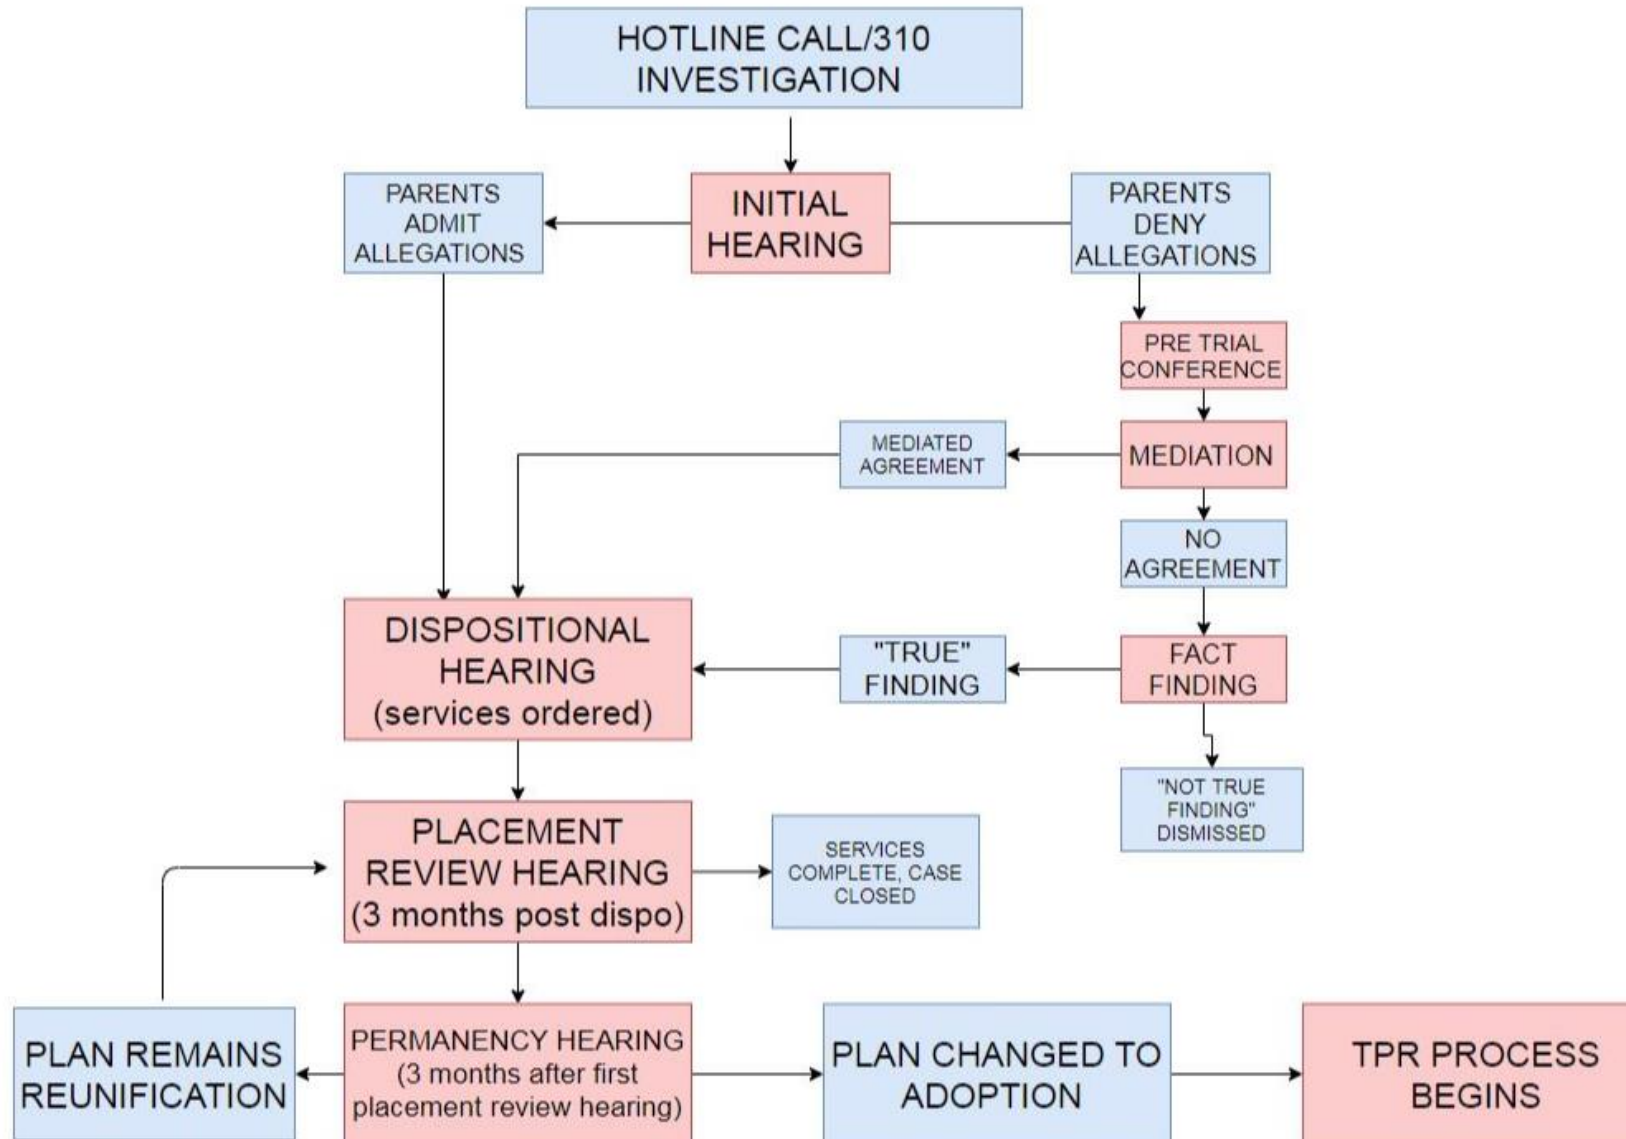 HOTLINE CALL/310
INVESTIGATION
PARENTS
ADMIT
ALLEGATIONS
INITIAL
HEARING
PARENTS
DENY
ALLEGATIONS
PRE TRIAL
CONFERENCE
MEDIATED
AGREEMENT
MEDIATION
NO
AGREEMENT
DISPOSITIONAL
HEARING
(services ordered)
"TRUE"
FINDING
FACT
FINDING
"NOT TRUE
FINDING"
DISMISSED
PLACEMENT
REVIEW HEARING
(3 months post dispo)
SERVICES
COMPLETE, CASE
CLOSED
PLAN REMAINS
REUNIFICATION
PERMANENCY HEARING
(3 months after first
placement review hearing)
PLAN CHANGED TO
ADOPTION
TPR PROCESS
BEGINS